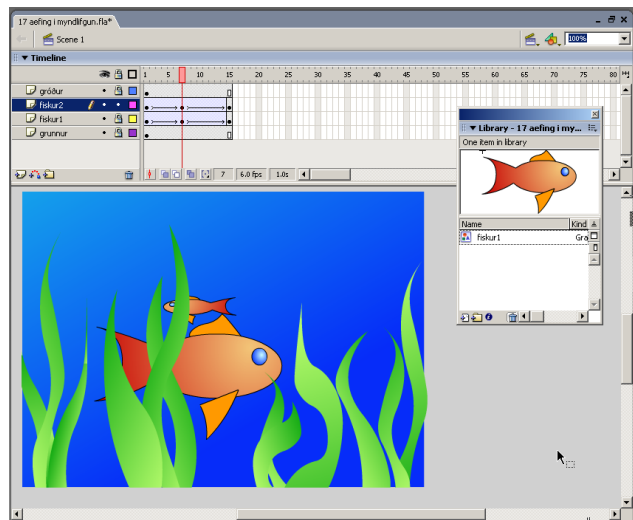 17 aefing i myndlifgun.fla*
Scene 1
100%
Timeline
1 5 10 15 20 25 30 35 40 45 50 55 60 65 70 75 80
gróður
fiskur2
fiskur1
grunnur
7 6.0 fps 1.0s
Library - 17 aefing i my...
One item in library
Name Kind
fiskur1 Gra